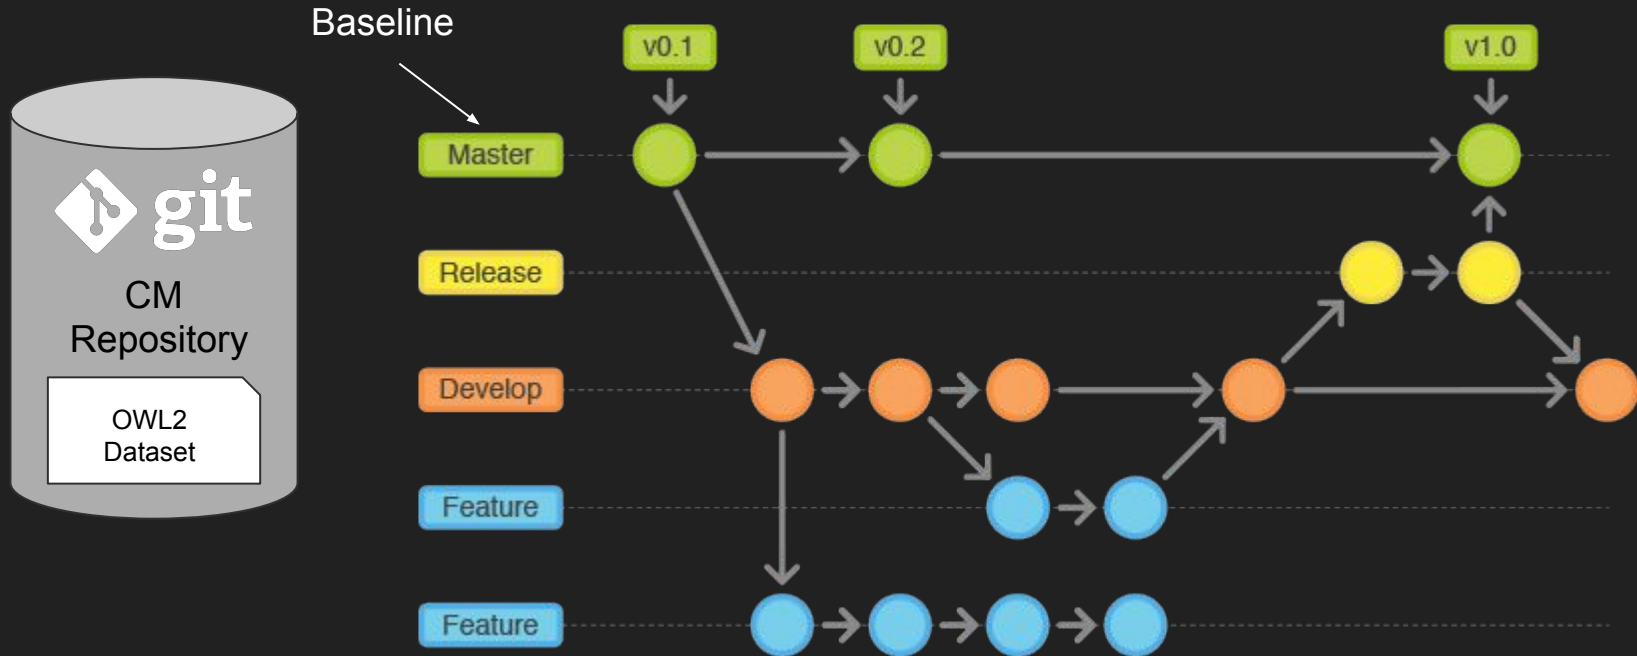 Baseline
v0.1
v0.2
v1.0
Master
git
Release
CM
Repository
Develop
OWL2
Dataset
Feature
Feature